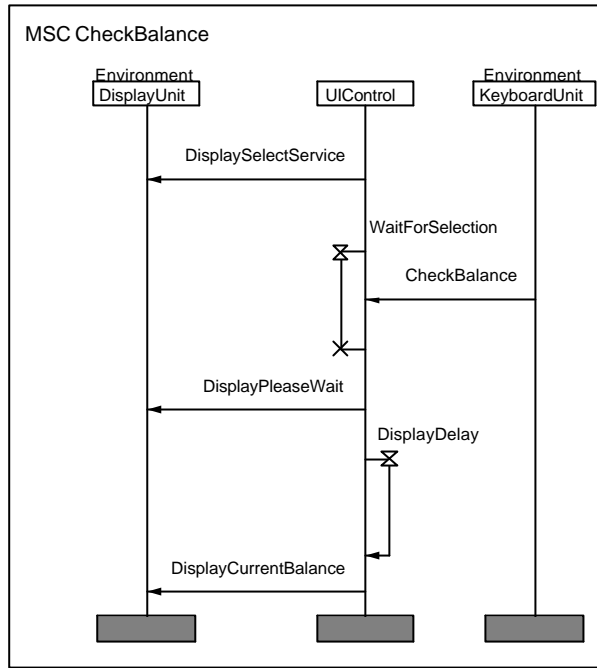 MSC CheckBalance
Environment
DisplayUnit
UIControl
Environment
KeyboardUnit
DisplaySelectService
WaitForSelection
CheckBalance
DisplayPleaseWait
DisplayDelay
DisplayCurrentBalance